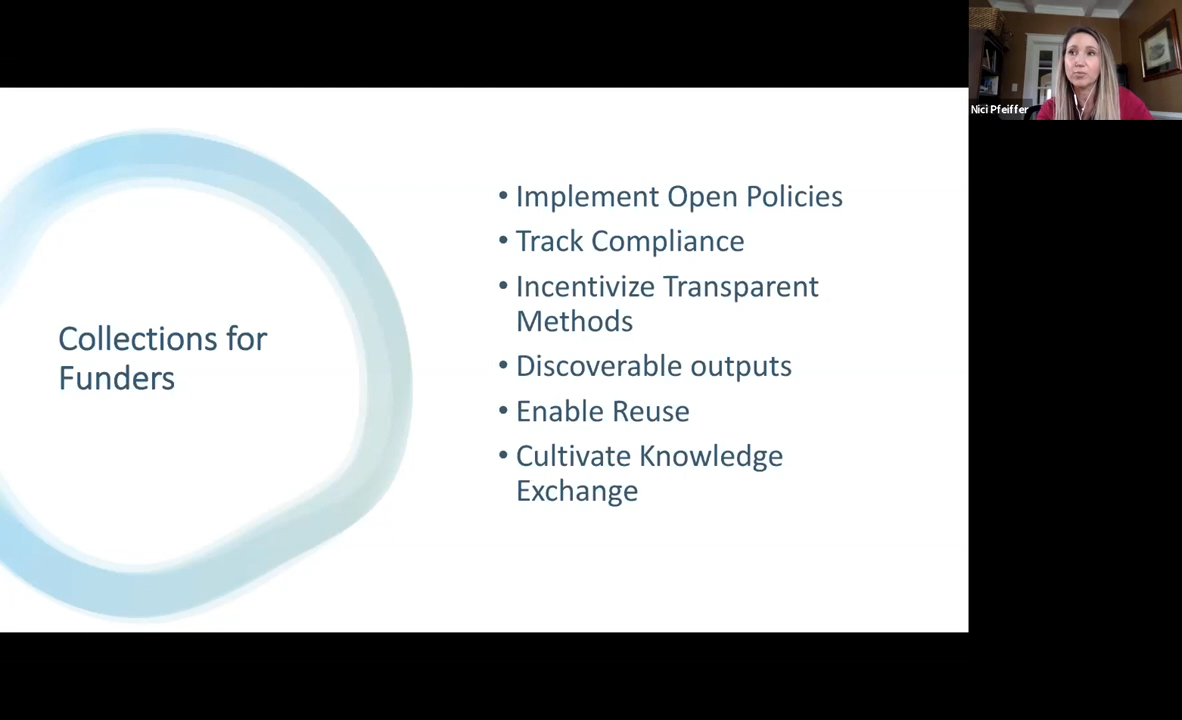 Nici Pfeiffer
Collections for
Funders
• Implement Open Policies
• Track Compliance
• Incentivize Transparent
Methods
• Discoverable outputs
• Enable Reuse
• Cultivate Knowledge
Exchange